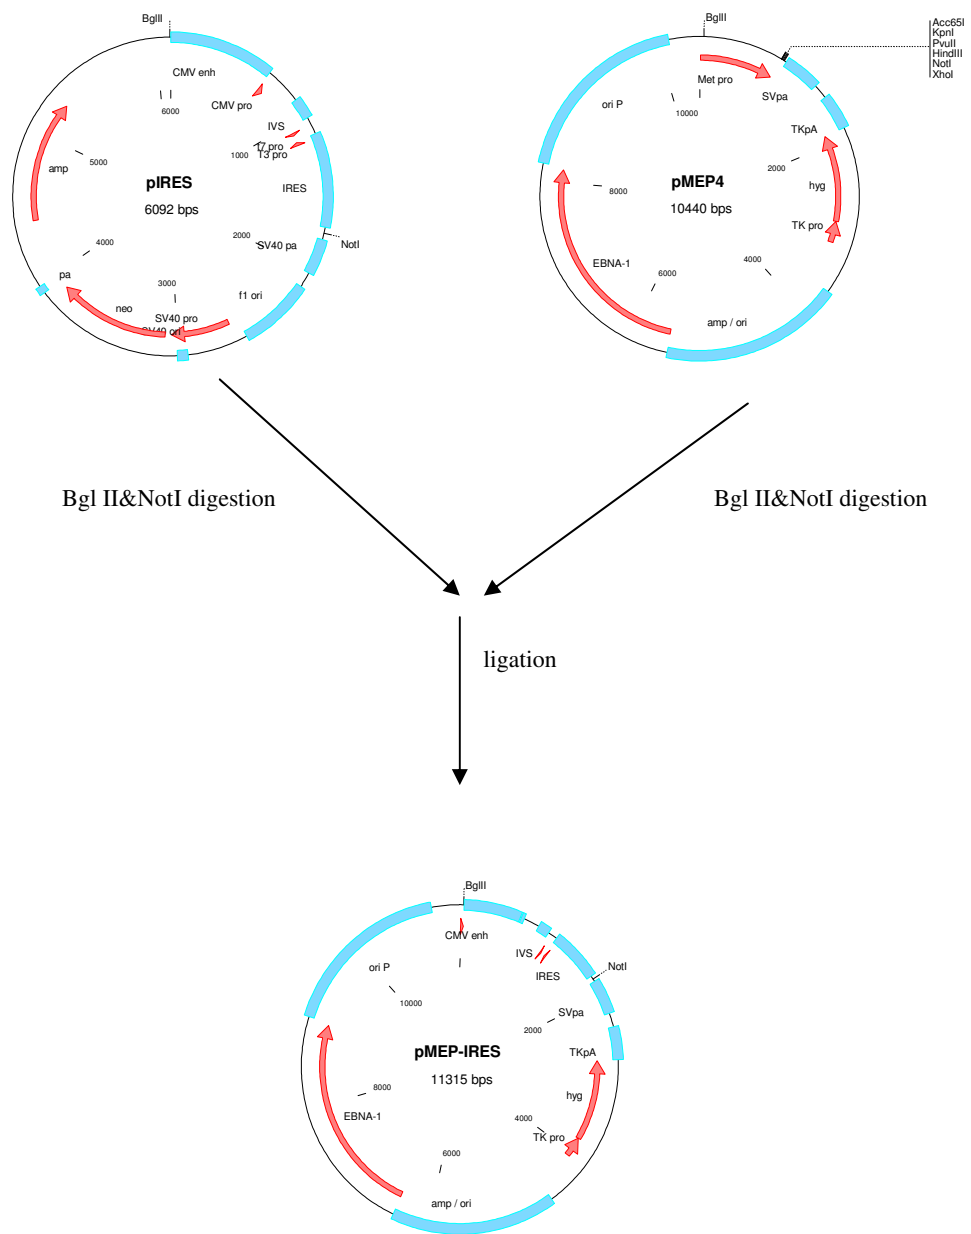 BglII
CMV enh
6000
CMV pro
IVS
T7 pro
T3 pro
1000
amp
5000
pIRES
6092 bps
IRES
4000
2000
SV40 pa
NotI
pa
neo
3000
SV40 pro
SV40 ori
f1 ori
BglII
Acc65I
KpnI
PvuII
HindIII
NotI
XhoI
Met pro
SVpa
ori P
10000
TKpA
2000
8000
pMEP4
10440 bps
hyg
TK pro
EBNA-1
6000
4000
amp / ori
Bgl II&NotI digestion
Bgl II&NotI digestion
ligation
BglII
CMV enh
IVS
IRES
NotI
ori P
10000
SVpa
2000
pMEP-IRES
11315 bps
TKpA
hyg
8000
EBNA-1
4000
TK pro
6000
amp / ori